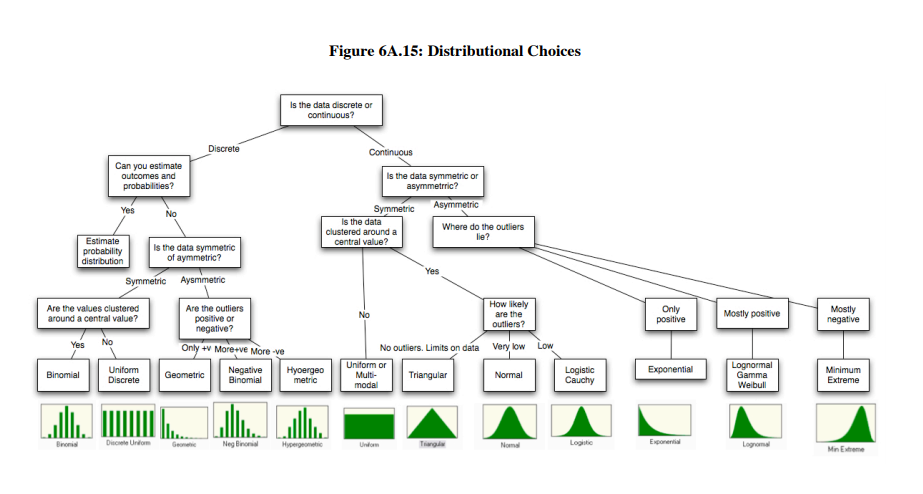 Figure 6A.15: Distributional Choices
Is the data discrete or
continuous?
Discrete
Continuous
Can you estimate
outcomes and
probabilities?
Is the data symmetric or
asymmetrric?
Yes
No
Symmetric
Asymmetric
Estimate
probability
distribution
Is the data symmetric
of aymmetric?
Is the data
clustered around a
central value?
Where do the outliers
lie?
Symmetric
Aysmmetric
Yes
No
Are the values clustered
around a central value?
Are the outliers
positive or
negative?
How likely
are the
outliers?
Only
positive
Mostly positive
Mostly
negative
Yes
No
Only +v
More+ve
More -ve
No outliers. Limits on data
Very low
Low
Binomial
Uniform
Discrete
Geometric
Negative
Binomial
Hyoergeo
metric
Uniform or
Multi-
modal
Triangular
Normal
Logistic
Cauchy
Exponential
Lognormal
Gamma
Weibull
Minimum
Extreme
Binomial
Discrete Uniform
Geometric
Neg Binomial
Hypergeometric
Uniform
Triangular
Normal
Logistic
Exponential
Lognomal
Min Extreme